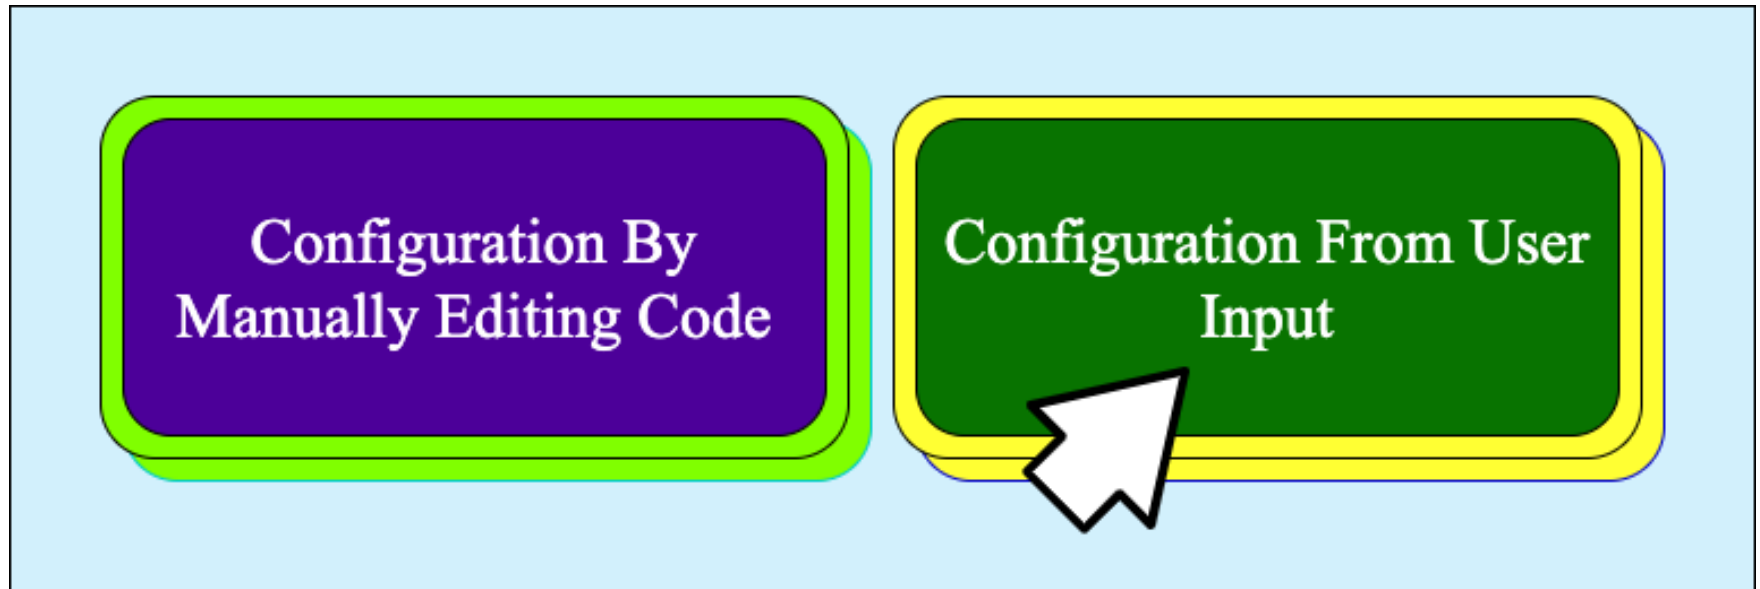 Configuration By
Manually Editing Code
Configuration From User
Input